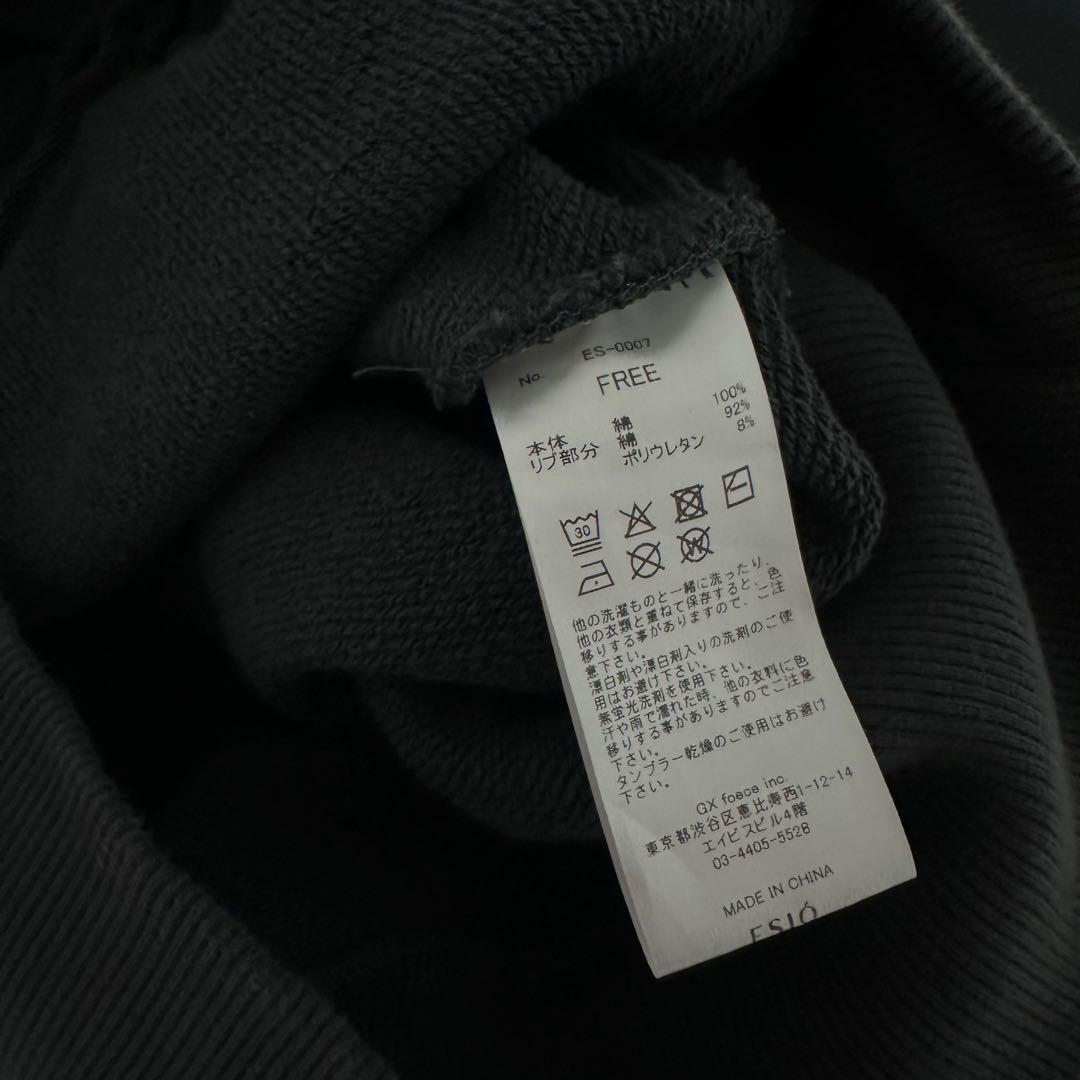 No. ES-0007
FREE
本体 綿 100%
リブ部分 綿 92%
ポリウレタン 8%
30
W
他の洗濯ものと一緒に洗ったり、
他の衣類と重ねて保存すると、色
移りする事がありますので、ご注
意下さい。
漂白剤や漂白剤入りの洗剤のご使
用はお避け下さい。
無蛍光洗剤を使用下さい。
汗や雨で濡れた時、他の衣料に色
移りする事がありますのでご注意
下さい。
タンブラー乾燥のご使用はお避け
下さい。
GX foece inc.
東京都渋谷区恵比寿西1-12-14
エイビスビル4階
03-4405-5528
MADE IN CHINA
ESIÓ